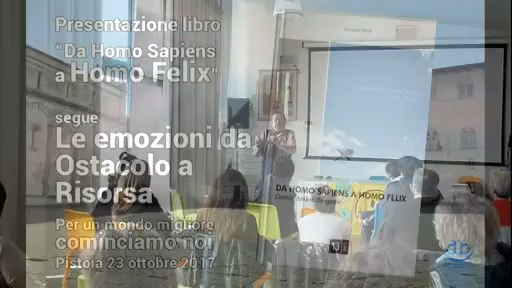 Presentazione libro
"Da Homo Sapiens
a Homo Felix"
segue
Le emozioni da
Ostacolo a
Risorsa
Per un mondo migliore
cominciamo noi
Pistoia 23 ottobre 2017
DA HOMO SAPIENS A HOMO FELIX